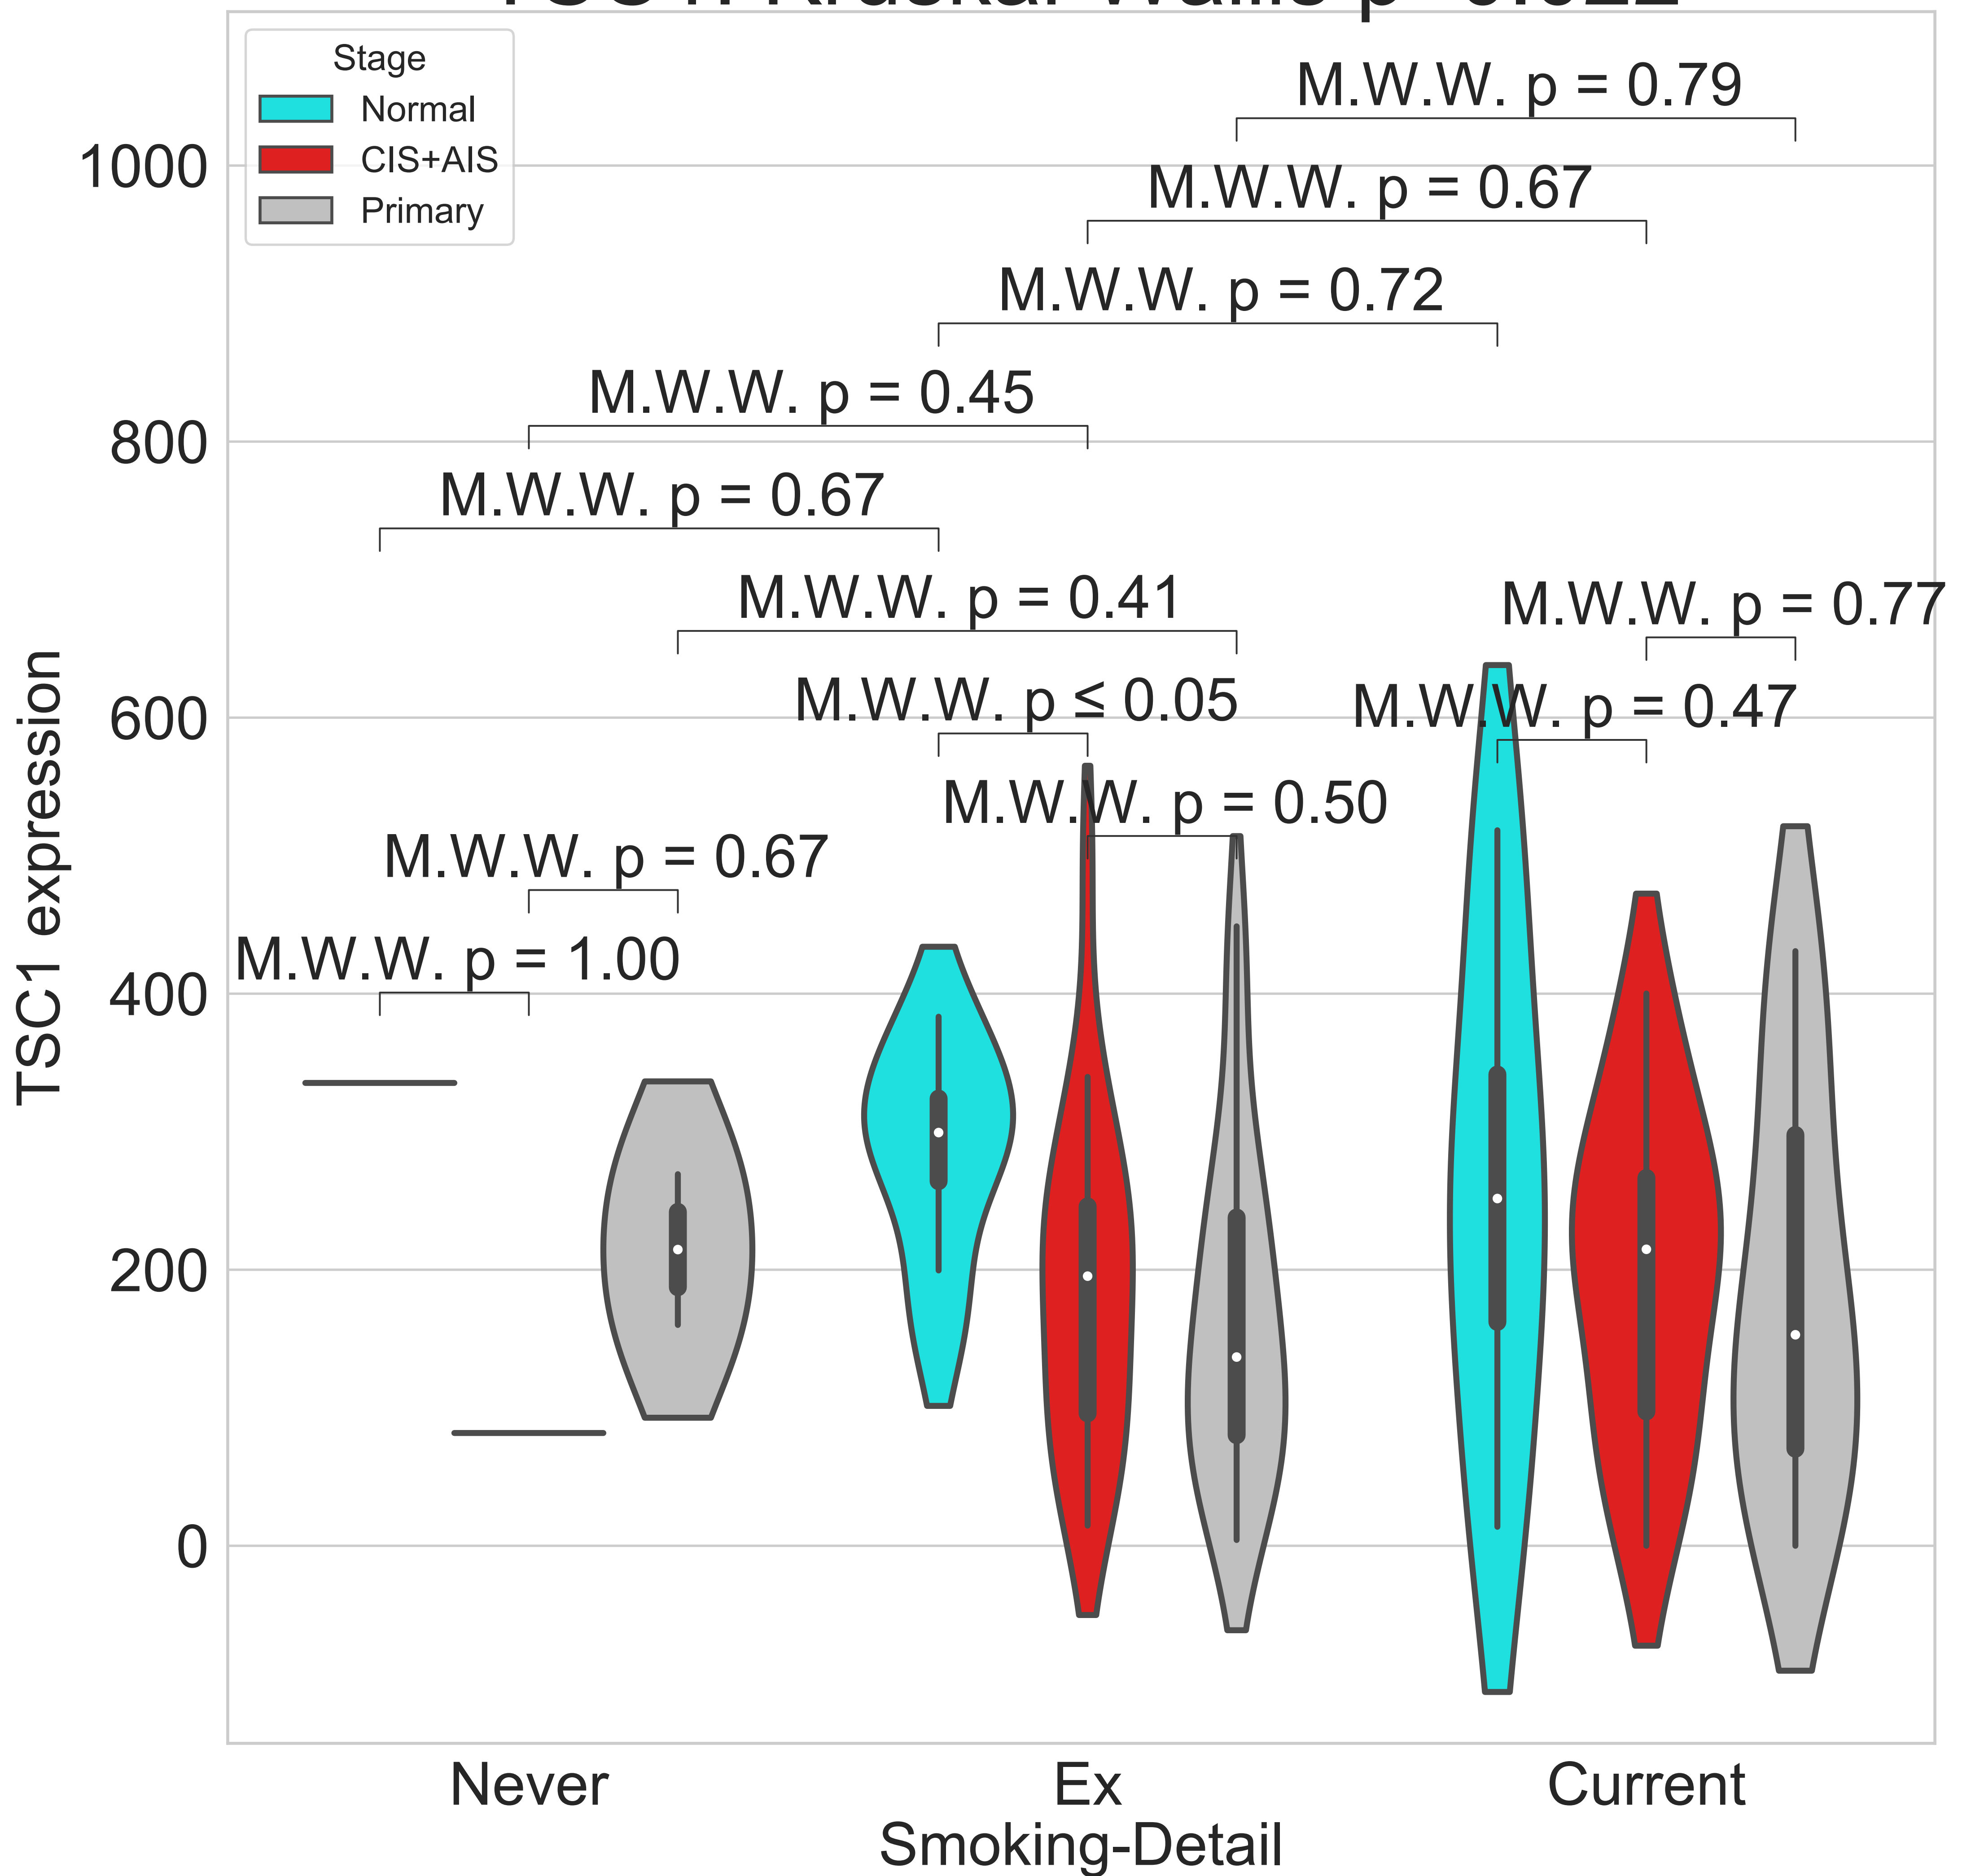 Stage
Normal
CIS+AIS
Primary
M.W.W. p = 0.79
M.W.W. p = 0.67
M.W.W. p = 0.72
M.W.W. p = 0.45
M.W.W. p = 0.67
M.W.W. p = 0.41
M.W.W. p = 0.77
M.W.W. p ≤ 0.05
M.W.W. p = 0.47
M.W.W. p = 0.50
M.W.W. p = 0.67
M.W.W. p = 1.00
1000
800
600
400
200
0
TSC1 expression
Never
Ex
Current
Smoking-Detail